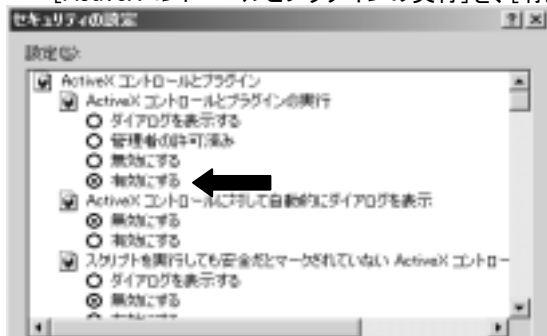 [ActiveX コントロールとプラグインの実行]を、[有効
セキュリティの設定
設定(S):
ActiveX コントロールとプラグイン
ActiveX コントロールとプラグインの実行
ダイアログを表示する
管理者の許可済み
無効にする
有効にする
ActiveX コントロールに対して自動的にダイアログを表示
無効にする
有効にする
スクリプトを実行しても安全だとマークされていない ActiveX コントロー
ダイアログを表示する
無効にする